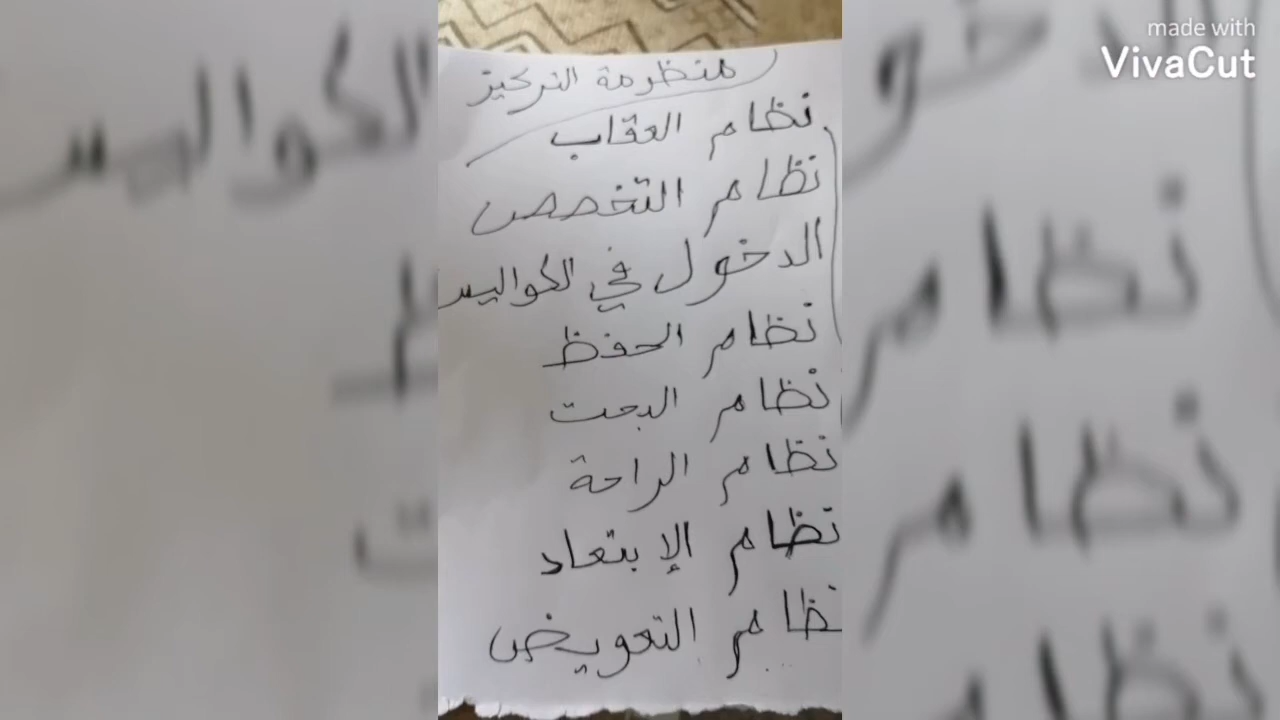 made with
VivaCut
منظومة التركيز
نظام العقاب
نظام التخصص
الدخول في الكواليس
نظام الحفظ
نظام البحت
نظام الراحة
نظام الإبتعاد
نظام التعويض